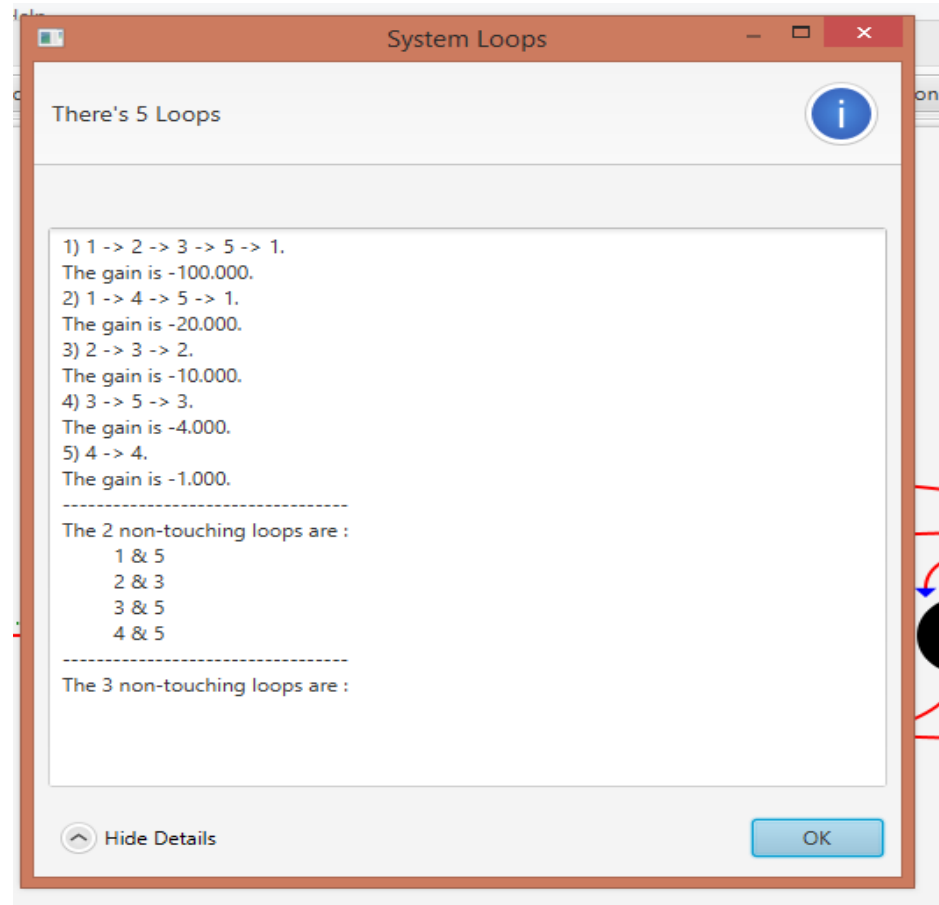 System Loops
There's 5 Loops
i
1) 1 -> 2 -> 3 -> 5 -> 1.
The gain is -100.000.
2) 1 -> 4 -> 5 -> 1.
The gain is -20.000.
3) 2 -> 3 -> 2.
The gain is -10.000.
4) 3 -> 5 -> 3.
The gain is -4.000.
5) 4 -> 4.
The gain is -1.000.
----------------------------------
The 2 non-touching loops are :
1 & 5
2 & 3
3 & 5
4 & 5
----------------------------------
The 3 non-touching loops are :
Hide Details
OK